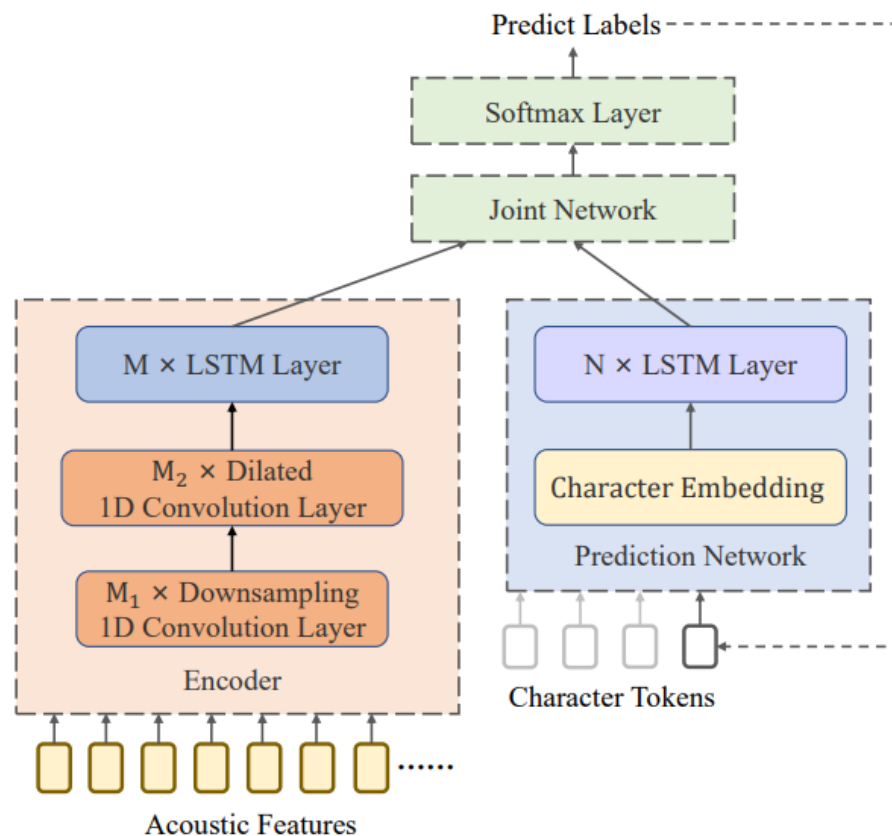 Predict Labels
Softmax Layer
Joint Network
M × LSTM Layer
M₂ × Dilated
1D Convolution Layer
M₁ × Downsampling
1D Convolution Layer
Encoder
......
Acoustic Features
N × LSTM Layer
Character Embedding
Prediction Network
Character Tokens